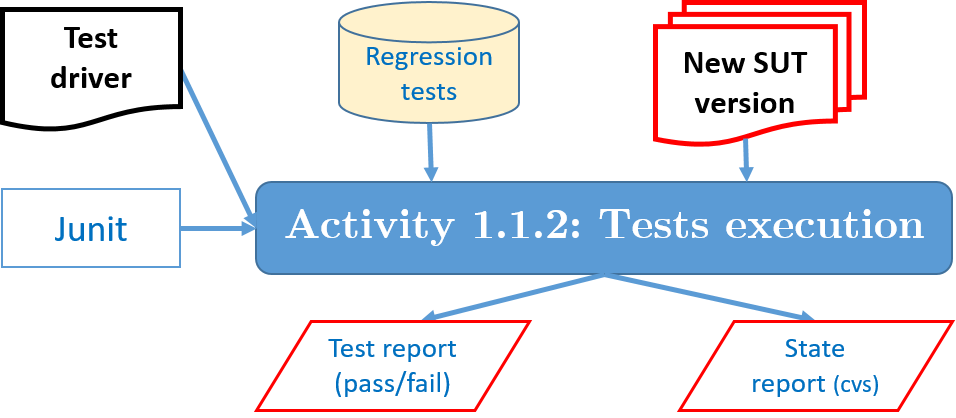 Test
driver
Regression
tests
New SUT
version
Junit
Activity 1.1.2: Tests execution
Test report
(pass/fail)
State
report (cvs)